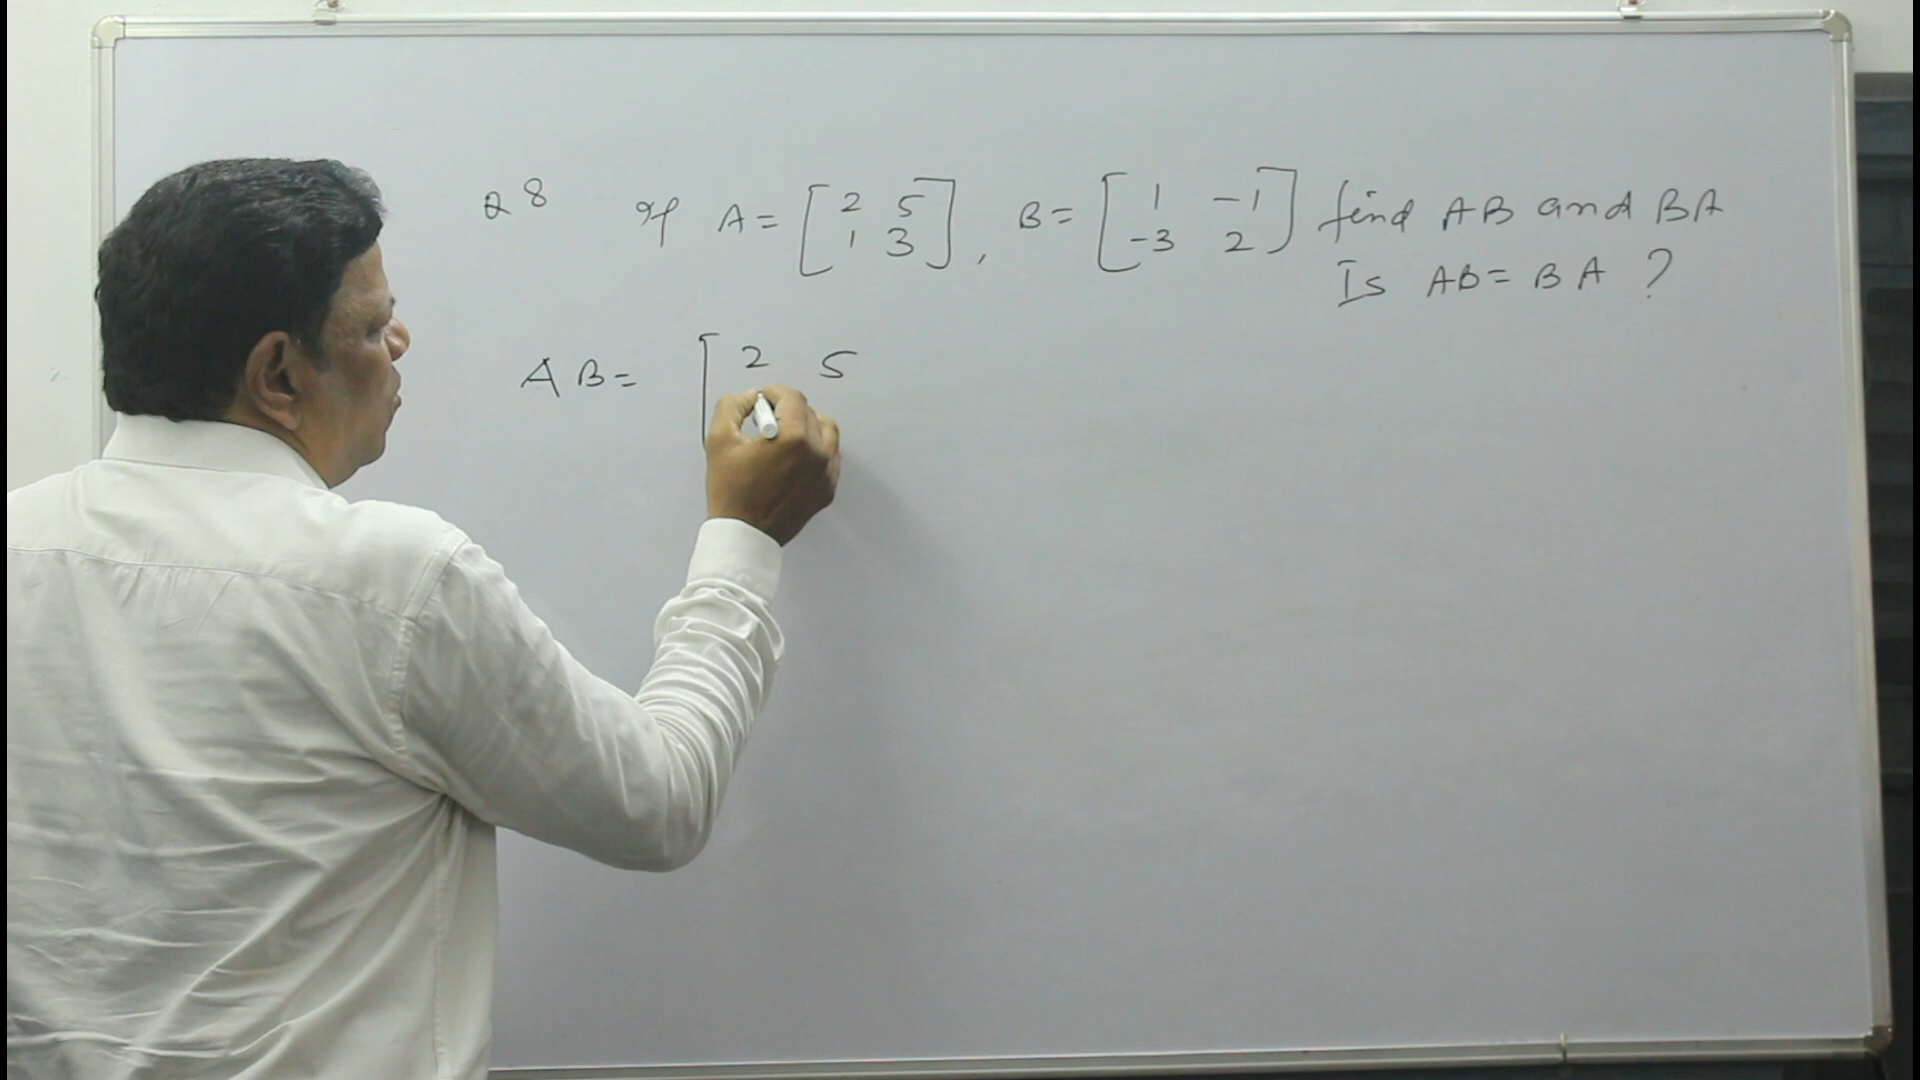 Q 8 If A = [2 5 1 3], B = [1 -1 -3 2] find AB and BA
Is AB = BA ?
AB = [2 5